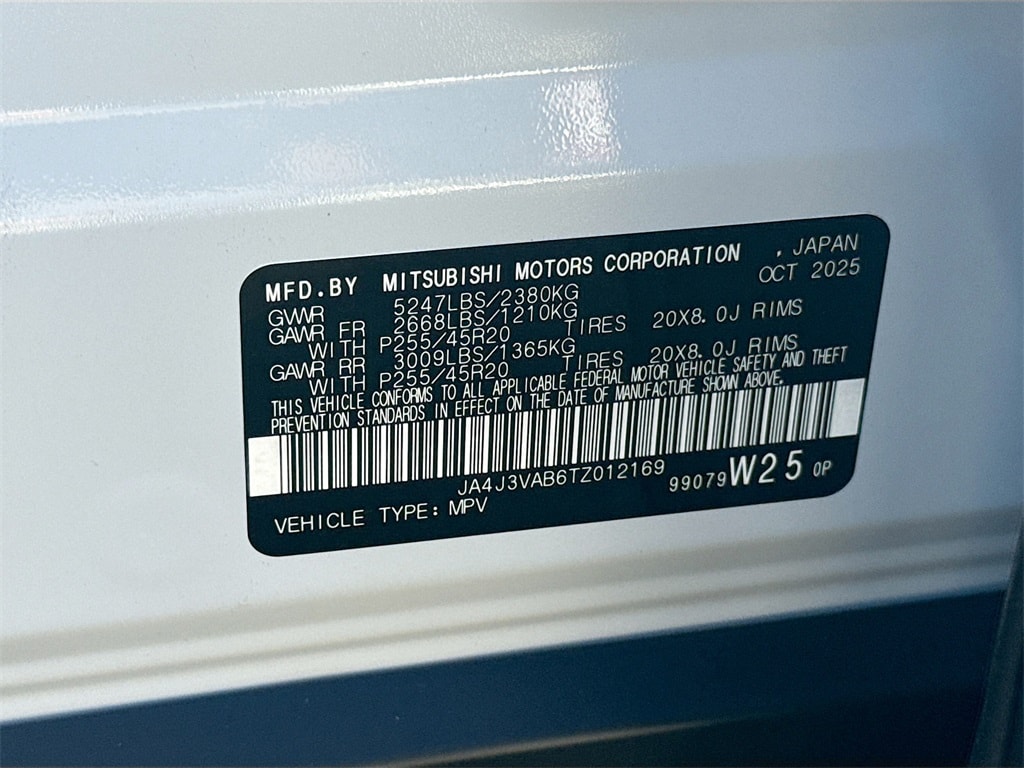 MFD.BY MITSUBISHI MOTORS CORPORATION , JAPAN
GVWR 5247LBS/2380KG OCT 2025
GAWR FR 2668LBS/1210KG
WITH P255/45R20 TIRES 20X8.0J RIMS
GAWR RR 3009LBS/1365KG
WITH P255/45R20 TIRES 20X8.0J RIMS
THIS VEHICLE CONFORMS TO ALL APPLICABLE FEDERAL MOTOR VEHICLE SAFETY AND THEFT
PREVENTION STANDARDS IN EFFECT ON THE DATE OF MANUFACTURE SHOWN ABOVE.
JA4J3VAB6TZ012169
99079 W25 0P
VEHICLE TYPE: MPV